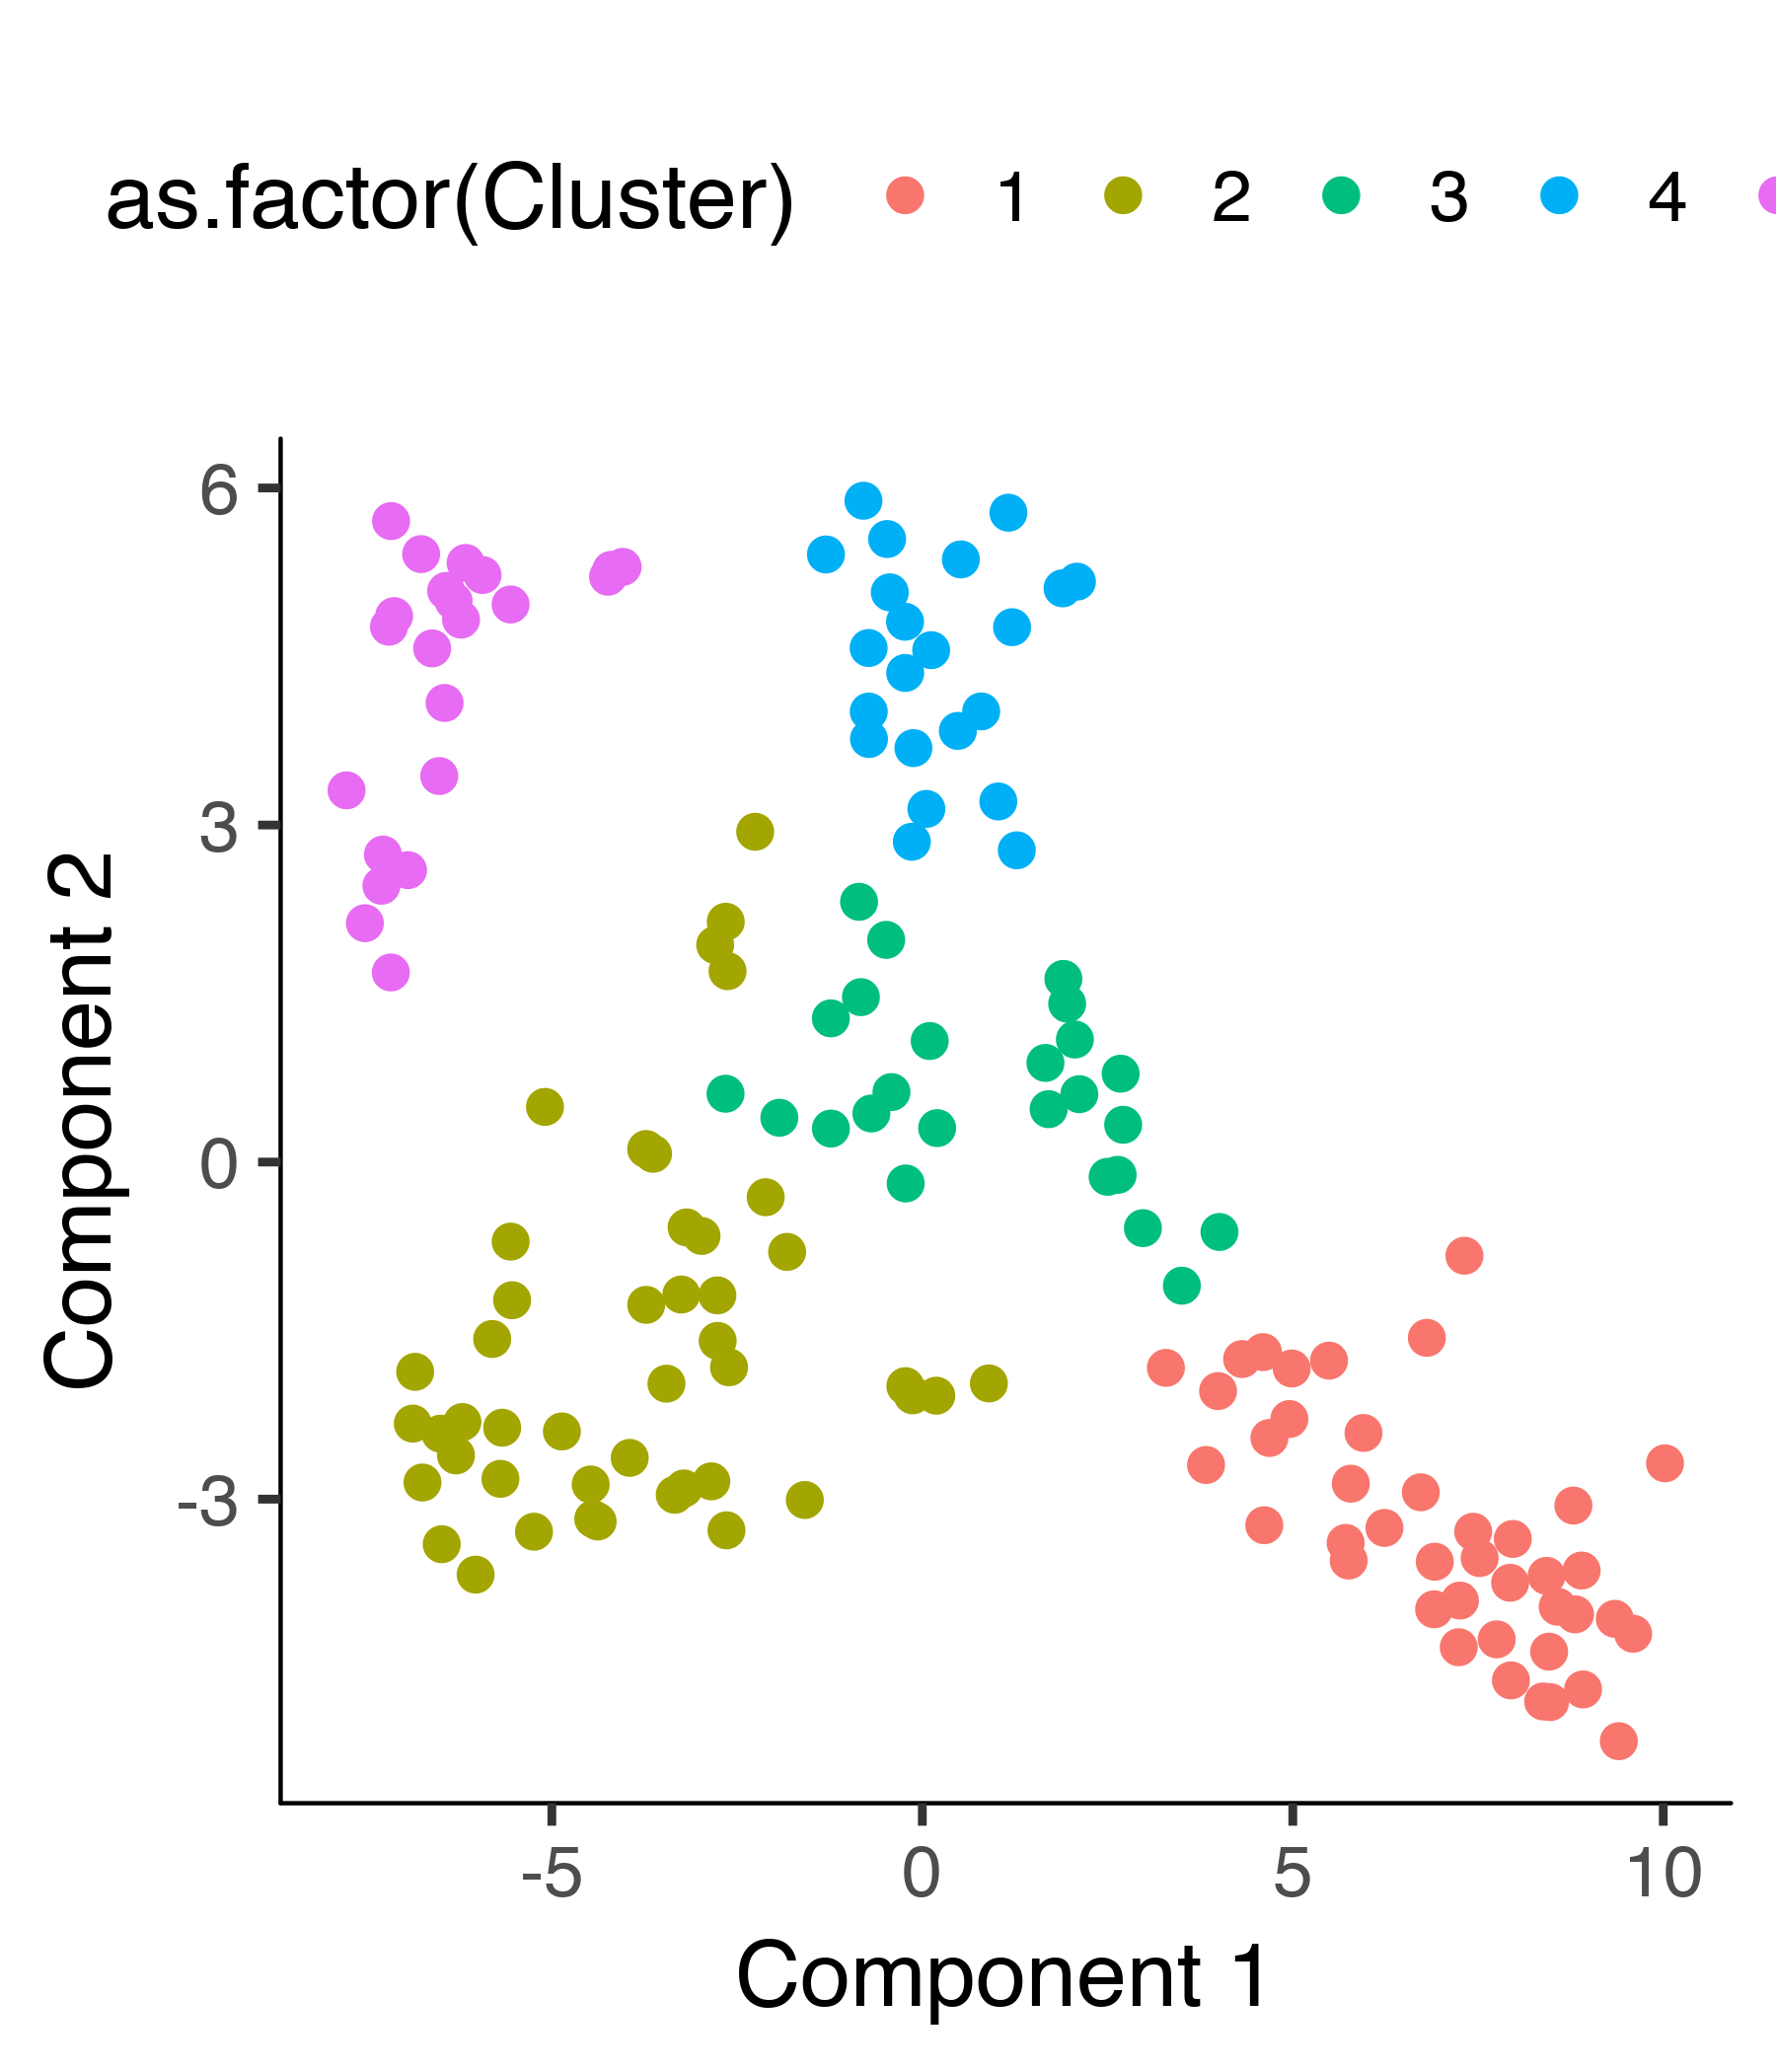 as.factor(Cluster) 1 2 3 4
6
3
0
-3
Component 2
-5 0 5 10
Component 1